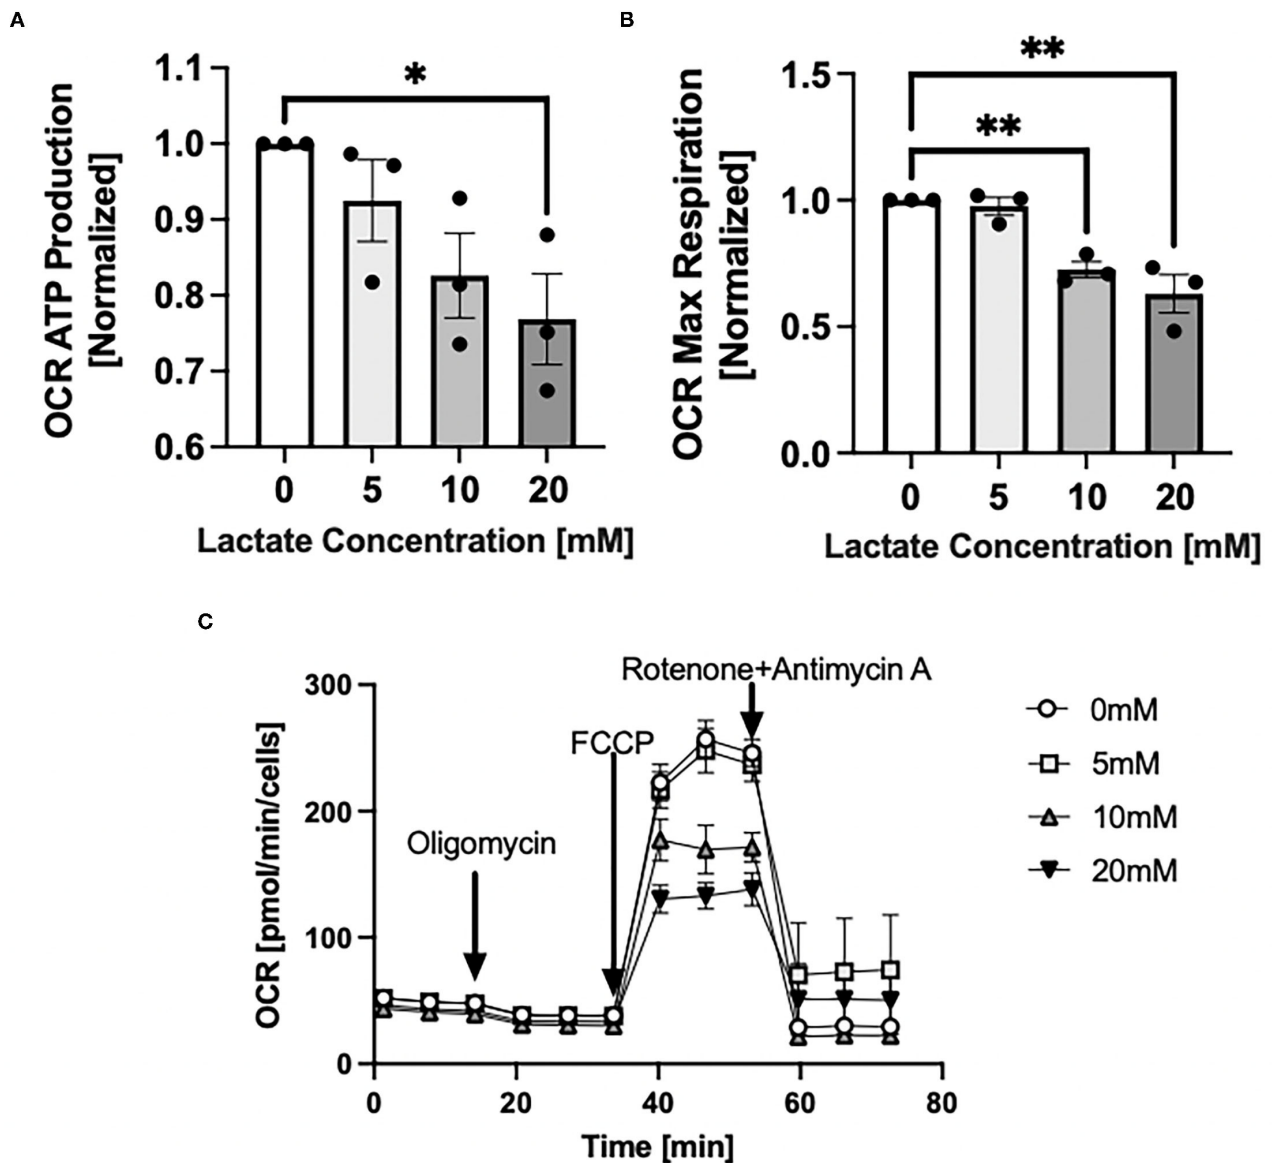 A
B
OCR ATP Production
[Normalized]
1.1
1.0
0.9
0.8
0.7
0.6
*
0 5 10 20
Lactate Concentration [mM]
OCR Max Respiration
[Normalized]
1.5
1.0
0.5
0.0
**
**
0 5 10 20
Lactate Concentration [mM]
C
OCR [pmol/min/cells]
300
200
100
0
Rotenone+Antimycin A
FCCP
Oligomycin
0 20 40 60 80
Time [min]
0mM
5mM
10mM
20mM